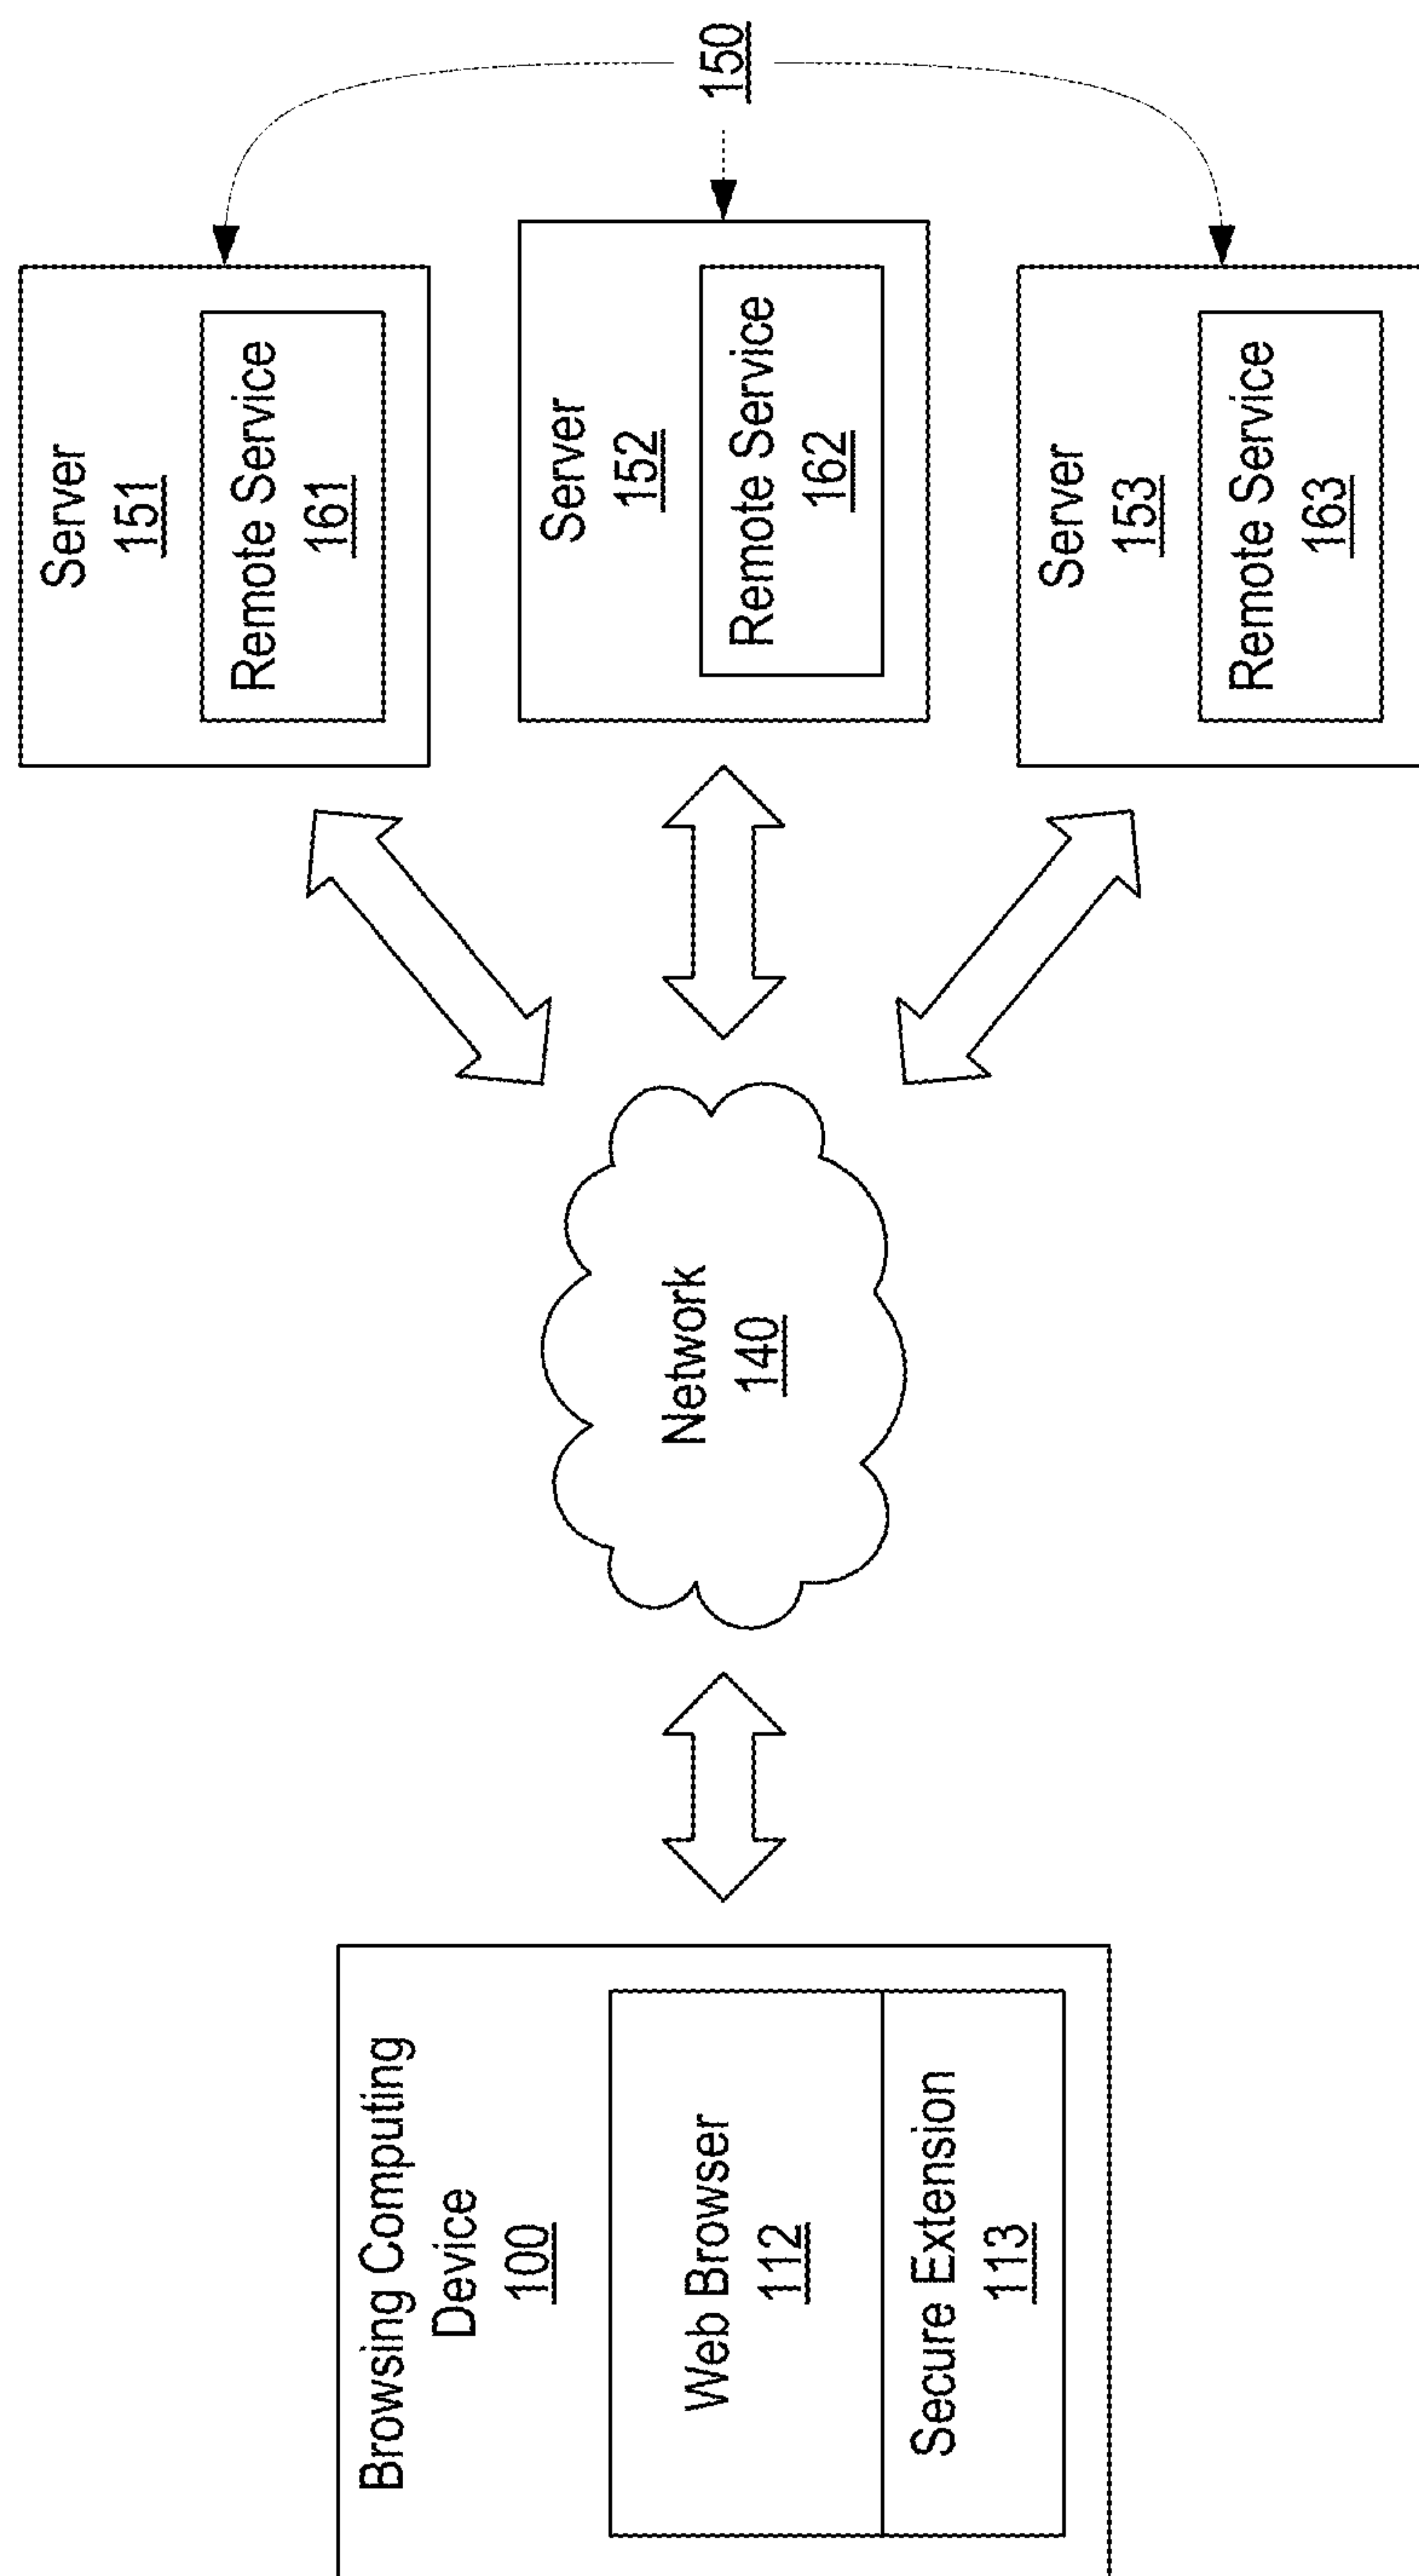 Browsing Computing
Device
100
Web Browser
112
Secure Extension
113
Network
140
Server
151
Remote Service
161
Server
152
Remote Service
162
Server
153
Remote Service
163
150